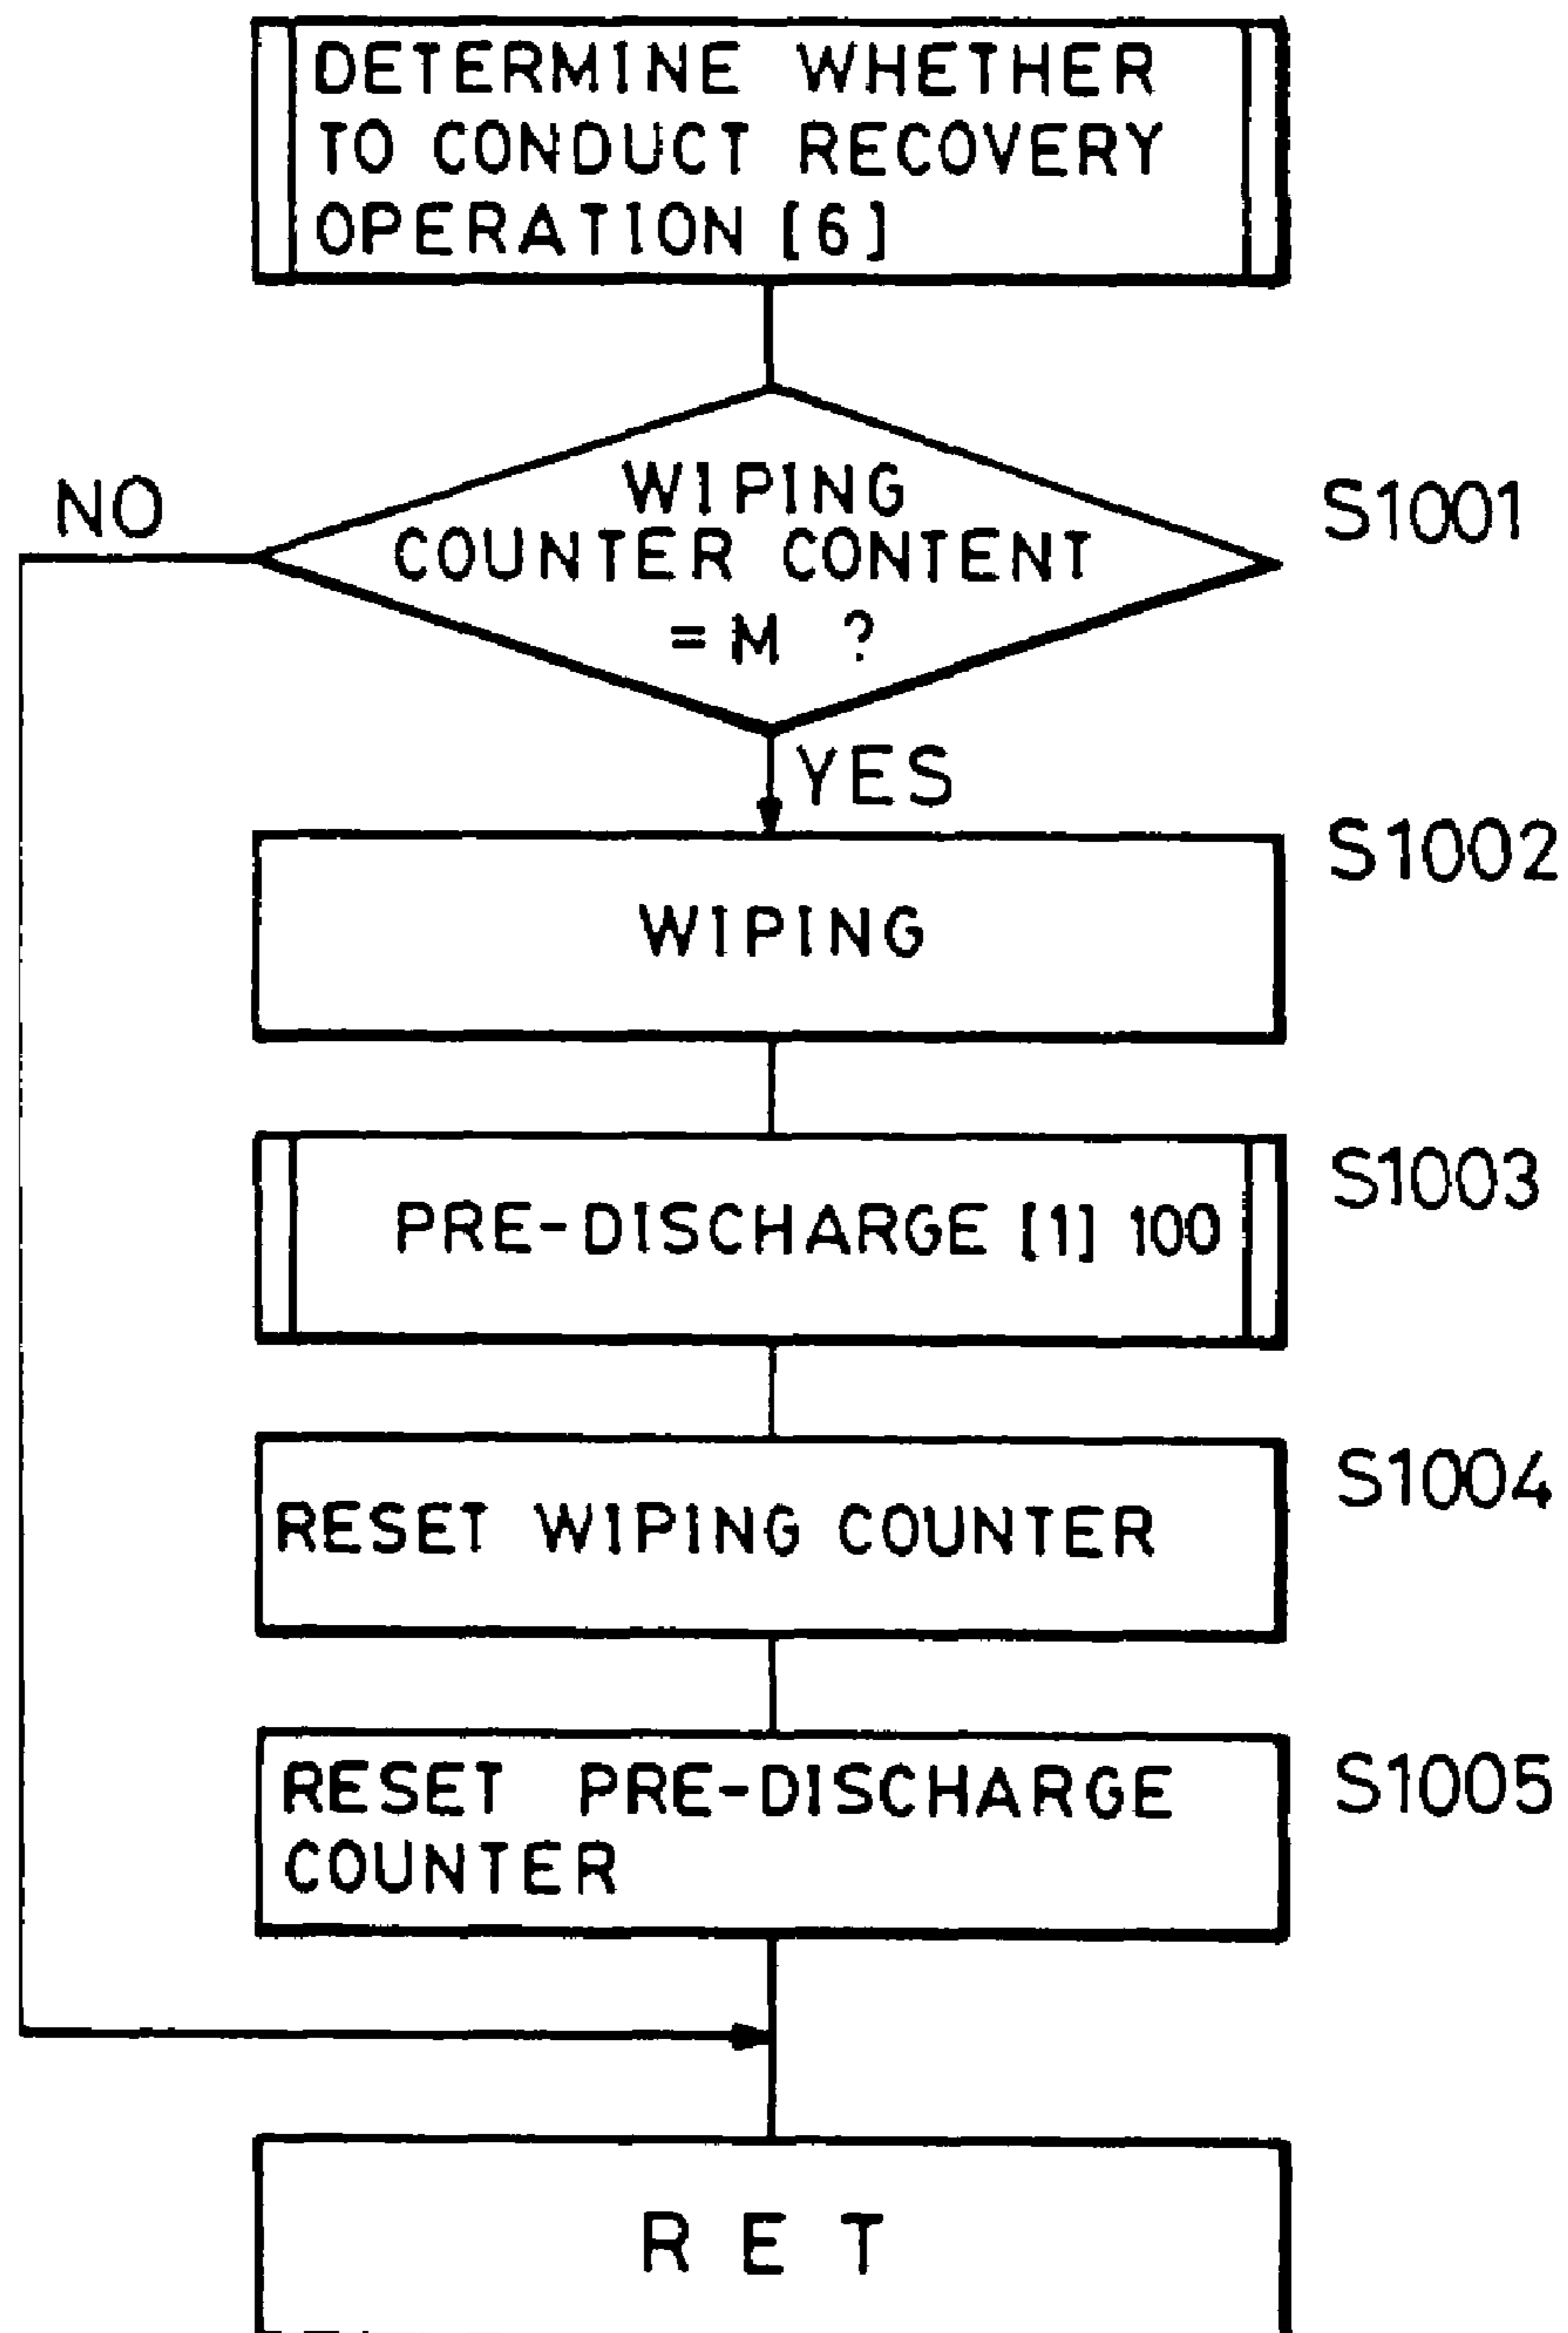 DETERMINE WHETHER
TO CONDUCT RECOVERY
OPERATION [6]
NO
WIPING
COUNTER CONTENT
= M ?
S1001
YES
S1002
WIPING
S1003
PRE-DISCHARGE [1] 100
S1004
RESET WIPING COUNTER
S1005
RESET PRE-DISCHARGE
COUNTER
RET